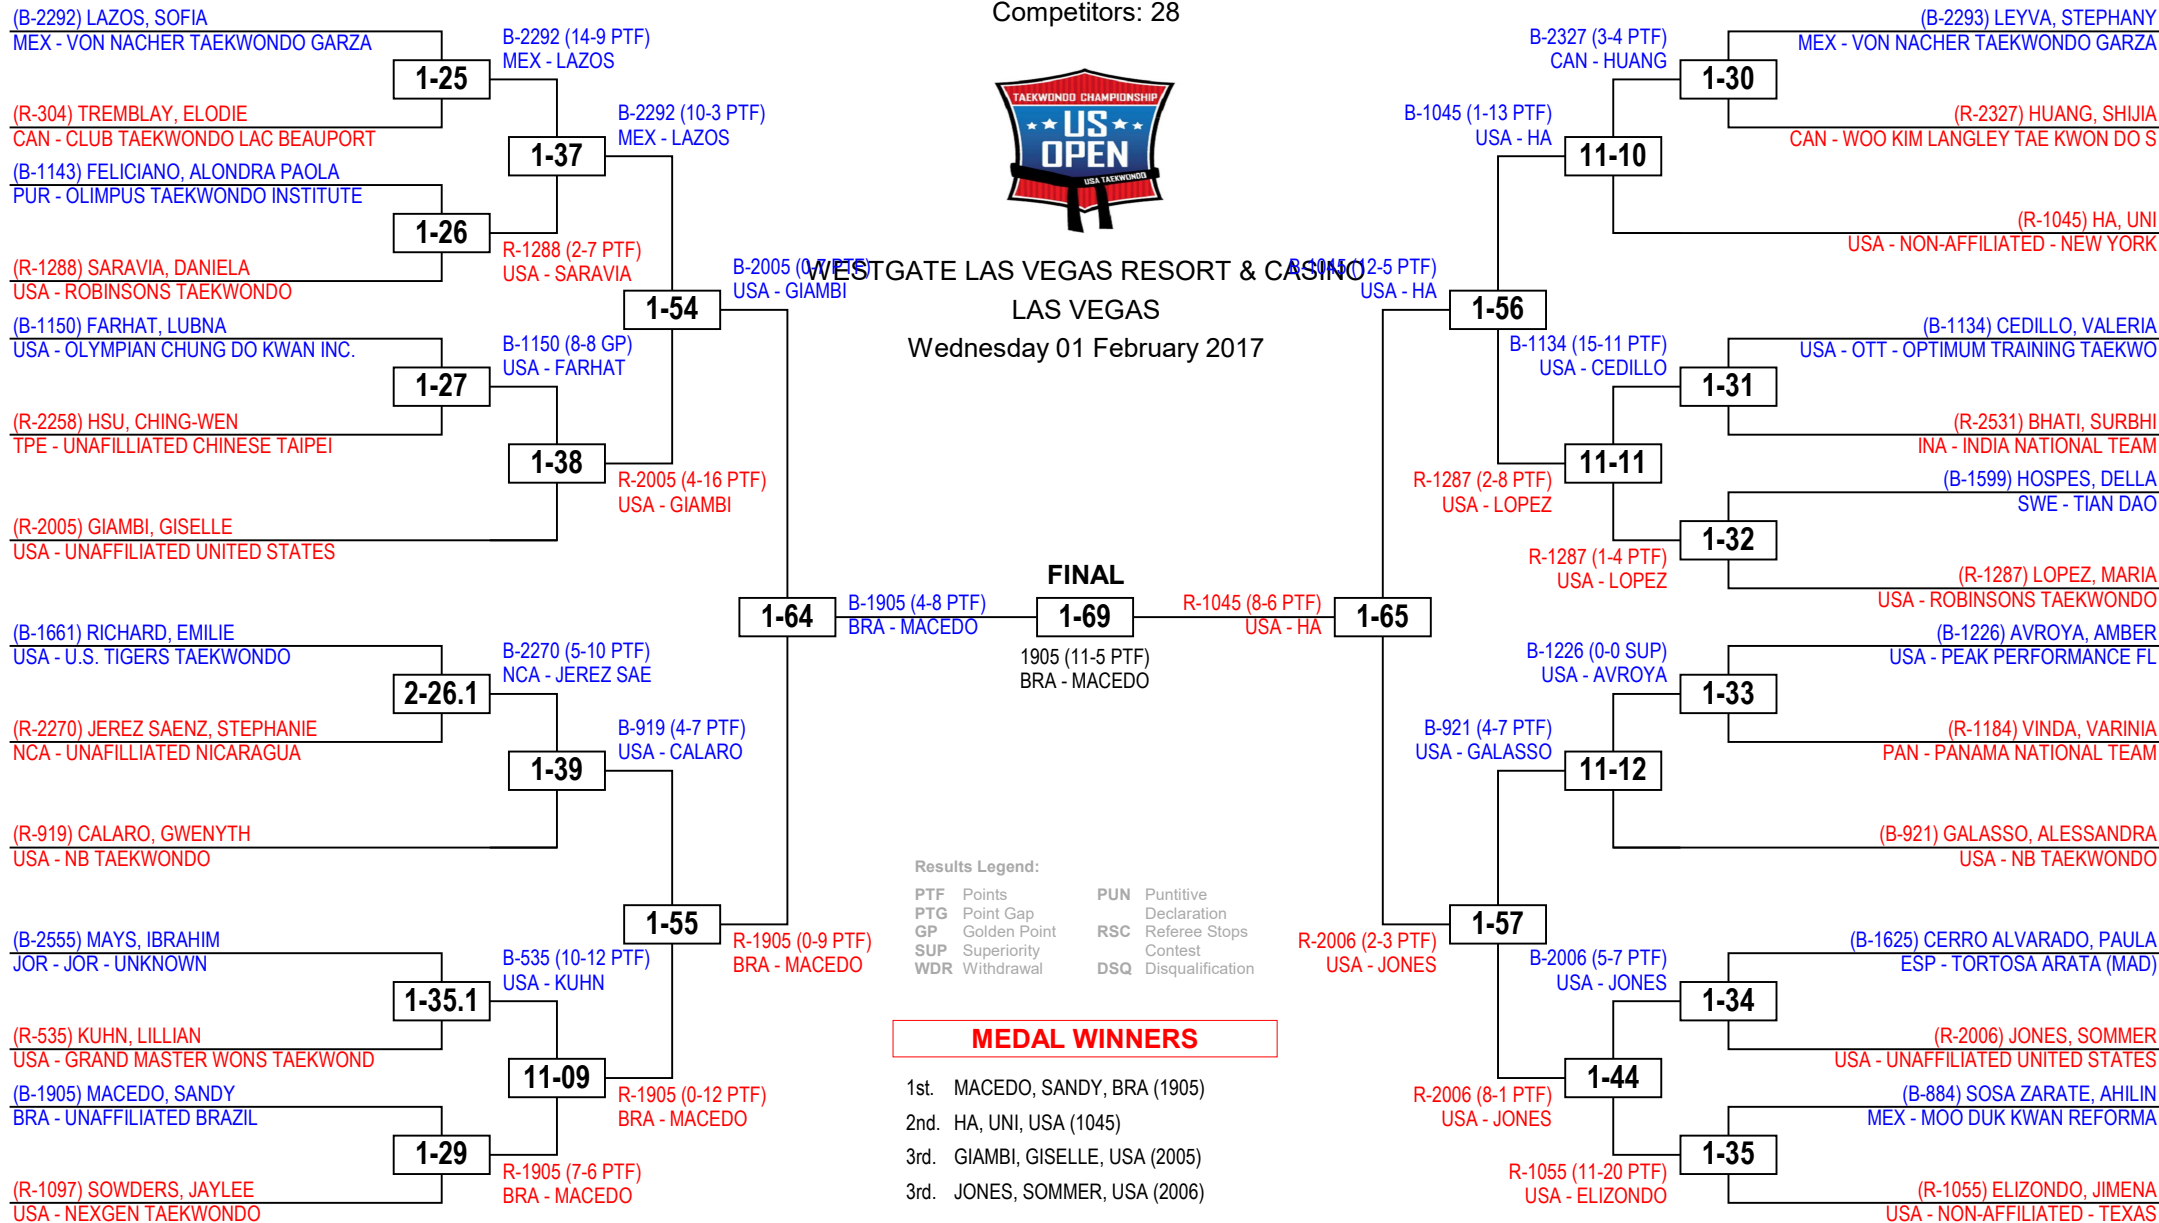 Competitors: 28
TAEKWONDO CHAMPIONSHIP
US
OPEN
USA TAEKWONDO
WESTGATE LAS VEGAS RESORT & CASINO
LAS VEGAS
Wednesday 01 February 2017
(B-2292) LAZOS, SOFIA
MEX - VON NACHER TAEKWONDO GARZA
1-25
(R-304) TREMBLAY, ELODIE
CAN - CLUB TAEKWONDO LAC BEAUPORT
(B-1143) FELICIANO, ALONDRA PAOLA
PUR - OLIMPUS TAEKWONDO INSTITUTE
1-26
(R-1288) SARAVIA, DANIELA
USA - ROBINSONS TAEKWONDO
(B-1150) FARHAT, LUBNA
USA - OLYMPIAN CHUNG DO KWAN INC.
1-27
(R-2258) HSU, CHING-WEN
TPE - UNAFILLIATED CHINESE TAIPEI
(R-2005) GIAMBI, GISELLE
USA - UNAFFILIATED UNITED STATES
(B-1661) RICHARD, EMILIE
USA - U.S. TIGERS TAEKWONDO
2-26.1
(R-2270) JEREZ SAENZ, STEPHANIE
NCA - UNAFILLIATED NICARAGUA
(R-919) CALARO, GWENYTH
USA - NB TAEKWONDO
(B-2555) MAYS, IBRAHIM
JOR - JOR - UNKNOWN
1-35.1
(R-535) KUHN, LILLIAN
USA - GRAND MASTER WONS TAEKWOND
(B-1905) MACEDO, SANDY
BRA - UNAFFILIATED BRAZIL
1-29
(R-1097) SOWDERS, JAYLEE
USA - NEXGEN TAEKWONDO
B-2292 (14-9 PTF)
MEX - LAZOS
1-37
R-1288 (2-7 PTF)
USA - SARAVIA
B-1150 (8-8 GP)
USA - FARHAT
1-38
B-2270 (5-10 PTF)
NCA - JEREZ SAE
1-39
B-535 (10-12 PTF)
USA - KUHN
11-09
R-1905 (7-6 PTF)
BRA - MACEDO
B-2292 (10-3 PTF)
MEX - LAZOS
1-54
R-2005 (4-16 PTF)
USA - GIAMBI
B-919 (4-7 PTF)
USA - CALARO
1-55
R-1905 (0-12 PTF)
BRA - MACEDO
B-2005 (0-7 PTF)
USA - GIAMBI
1-64
R-1905 (0-9 PTF)
BRA - MACEDO
B-1905 (4-8 PTF)
BRA - MACEDO
FINAL
1-69
1905 (11-5 PTF)
BRA - MACEDO
R-1045 (8-6 PTF)
USA - HA
B-1045 (12-5 PTF)
USA - HA
1-65
R-2006 (2-3 PTF)
USA - JONES
B-1045 (1-13 PTF)
USA - HA
1-56
R-1287 (2-8 PTF)
USA - LOPEZ
B-921 (4-7 PTF)
USA - GALASSO
1-57
R-2006 (8-1 PTF)
USA - JONES
B-2327 (3-4 PTF)
CAN - HUANG
11-10
B-1134 (15-11 PTF)
USA - CEDILLO
11-11
R-1287 (1-4 PTF)
USA - LOPEZ
B-1226 (0-0 SUP)
USA - AVROYA
11-12
B-2006 (5-7 PTF)
USA - JONES
1-44
R-1055 (11-20 PTF)
USA - ELIZONDO
(B-2293) LEYVA, STEPHANY
MEX - VON NACHER TAEKWONDO GARZA
1-30
(R-2327) HUANG, SHIJIA
CAN - WOO KIM LANGLEY TAE KWON DO S
(R-1045) HA, UNI
USA - NON-AFFILIATED - NEW YORK
(B-1134) CEDILLO, VALERIA
USA - OTT - OPTIMUM TRAINING TAEKWO
1-31
(R-2531) BHATI, SURBHI
INA - INDIA NATIONAL TEAM
(B-1599) HOSPES, DELLA
SWE - TIAN DAO
1-32
(R-1287) LOPEZ, MARIA
USA - ROBINSONS TAEKWONDO
(B-1226) AVROYA, AMBER
USA - PEAK PERFORMANCE FL
1-33
(R-1184) VINDA, VARINIA
PAN - PANAMA NATIONAL TEAM
(B-921) GALASSO, ALESSANDRA
USA - NB TAEKWONDO
(B-1625) CERRO ALVARADO, PAULA
ESP - TORTOSA ARATA (MAD)
1-34
(R-2006) JONES, SOMMER
USA - UNAFFILIATED UNITED STATES
(B-884) SOSA ZARATE, AHILIN
MEX - MOO DUK KWAN REFORMA
1-35
(R-1055) ELIZONDO, JIMENA
USA - NON-AFFILIATED - TEXAS
Results Legend:
PTF Points
PTG Point Gap
GP Golden Point
SUP Superiority
WDR Withdrawal
PUN Puntitive
Declaration
RSC Referee Stops
Contest
DSQ Disqualification
MEDAL WINNERS
1st. MACEDO, SANDY, BRA (1905)
2nd. HA, UNI, USA (1045)
3rd. GIAMBI, GISELLE, USA (2005)
3rd. JONES, SOMMER, USA (2006)